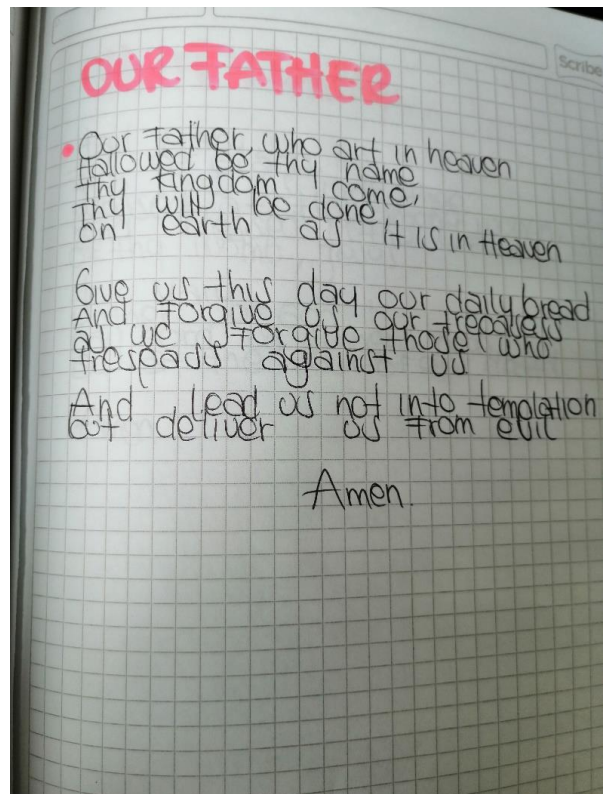 Scribe
OUR FATHER
Our Father, who art in heaven
Hallowed be thy name
Thy kingdom come,
Thy will be done
on earth as it is in Heaven
Give us this day our daily bread
And forgive us our trepasess
as we forgive those who
trespass against us
And lead us not into temptation
but deliver us from evil
Amen.